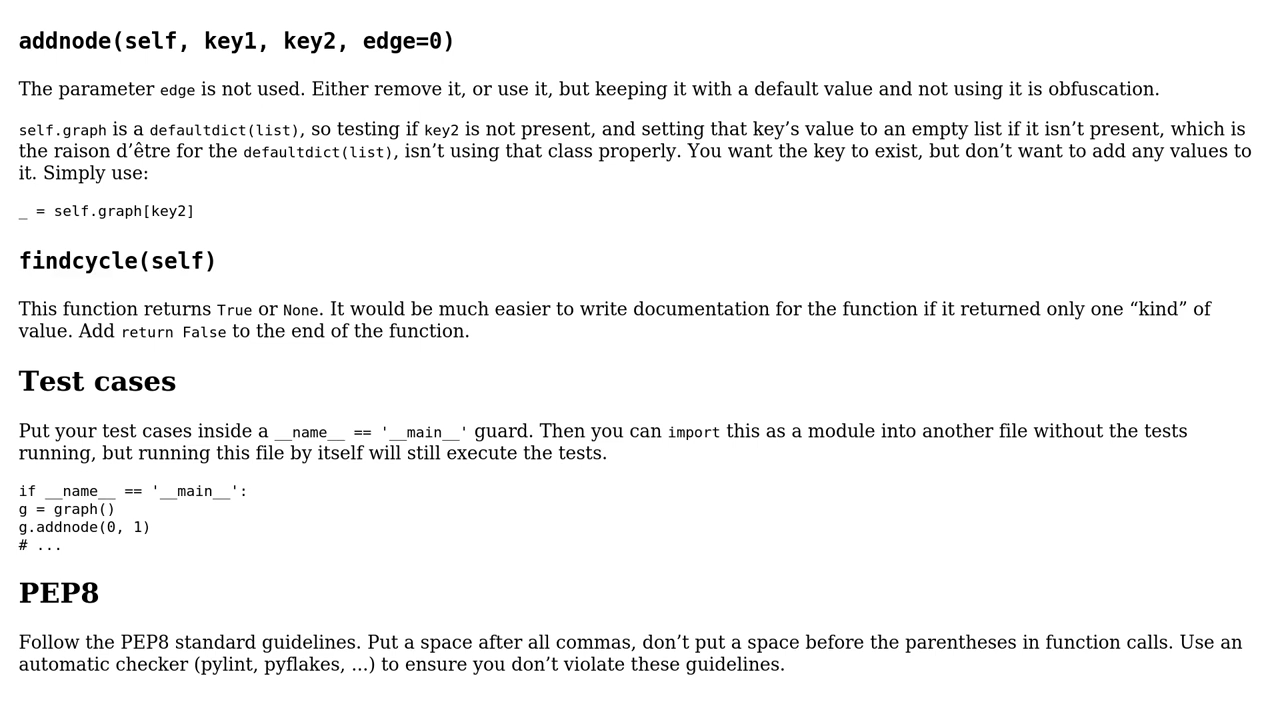 addnode(self, key1, key2, edge=0)
The parameter edge is not used. Either remove it, or use it, but keeping it with a default value and not using it is obfuscation.
self.graph is a defaultdict(list), so testing if key2 is not present, and setting that key’s value to an empty list if it isn’t present, which is
the raison d’être for the defaultdict(list), isn’t using that class properly. You want the key to exist, but don’t want to add any values to
it. Simply use:
_ = self.graph[key2]
findcycle(self)
This function returns True or None. It would be much easier to write documentation for the function if it returned only one “kind” of
value. Add return False to the end of the function.
Test cases
Put your test cases inside a __name__ == '__main__' guard. Then you can import this as a module into another file without the tests
running, but running this file by itself will still execute the tests.
if __name__ == '__main__':
g = graph()
g.addnode(0, 1)
# ...
PEP8
Follow the PEP8 standard guidelines. Put a space after all commas, don’t put a space before the parentheses in function calls. Use an
automatic checker (pylint, pyflakes, ...) to ensure you don’t violate these guidelines.